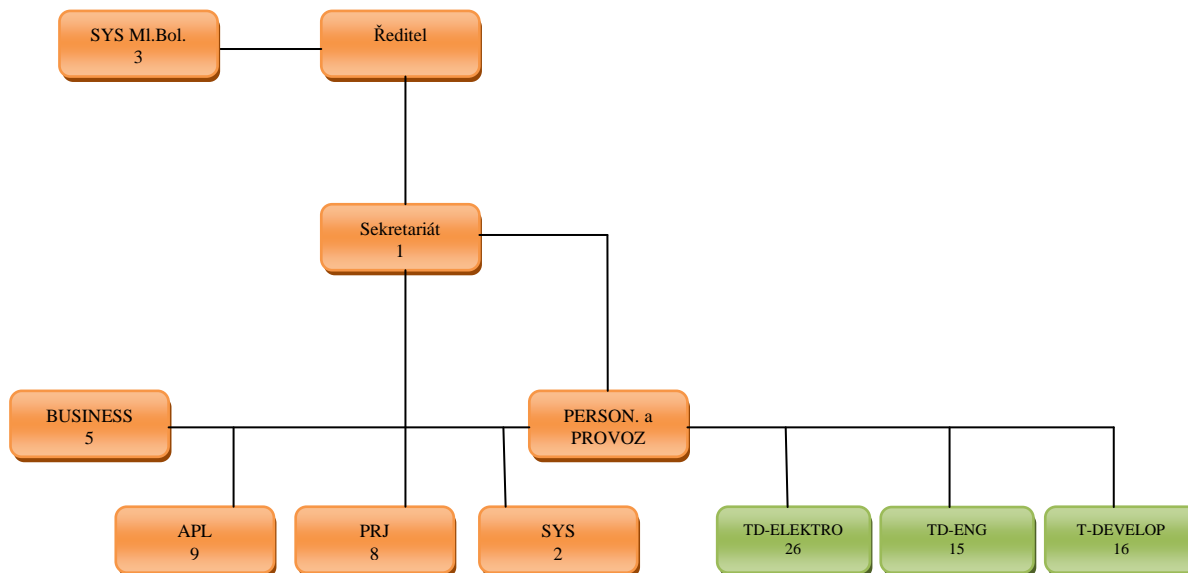 SYS Ml.Bol.
3
Ředitel
Sekretariát
1
BUSINESS
5
PERSON. a
PROVOZ
APL
9
PRJ
8
SYS
2
TD-ELEKTRO
26
TD-ENG
15
T-DEVELOP
16